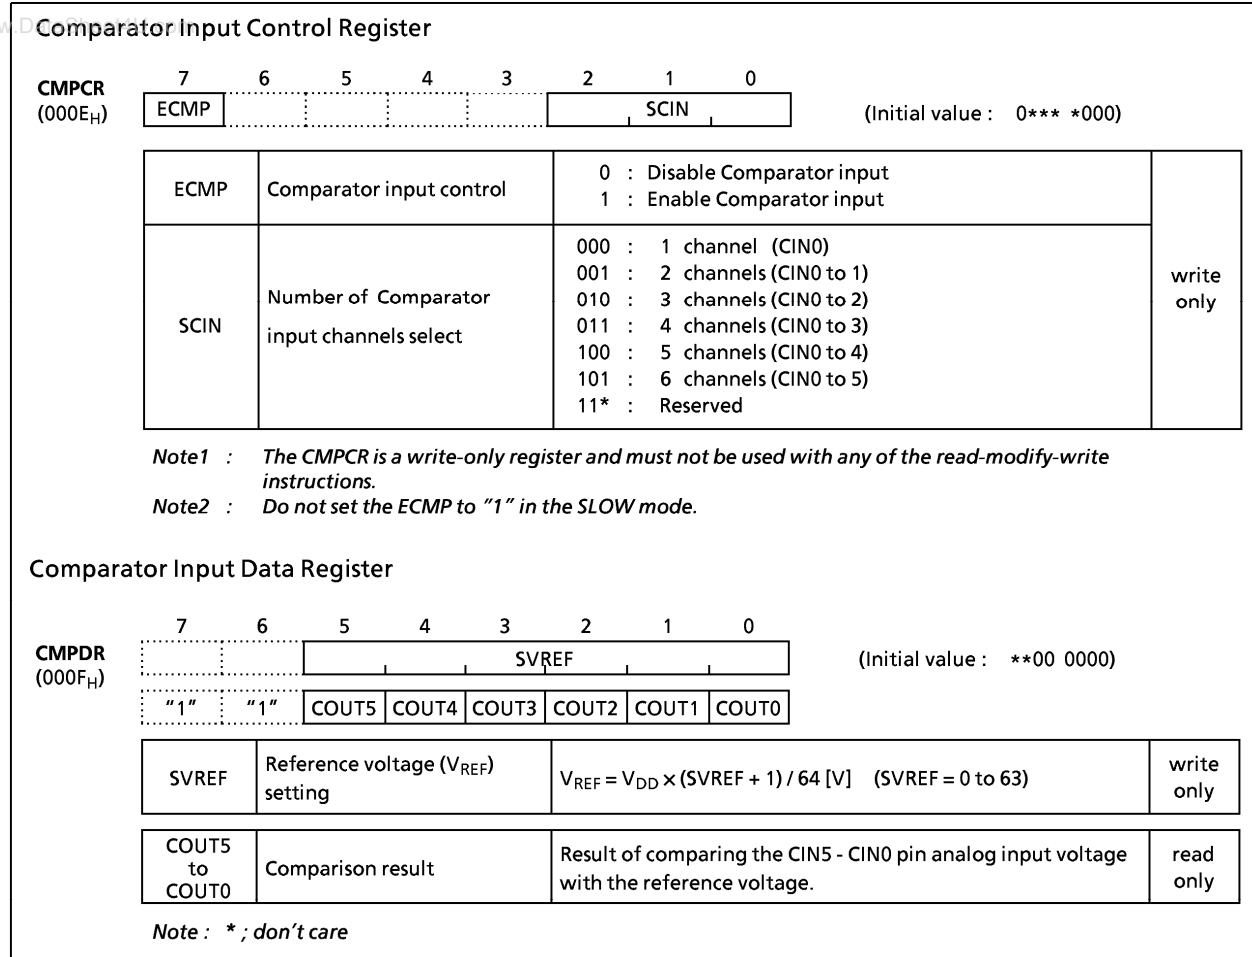 w.DataSheet4U.com
Comparator Input Control Register
CMPCR
(000EH)
7 6 5 4 3 2 1 0
ECMP SCIN
(Initial value : 0*** *000)
ECMP Comparator input control
0 : Disable Comparator input
1 : Enable Comparator input
SCIN
Number of Comparator
input channels select
000 : 1 channel (CIN0)
001 : 2 channels (CIN0 to 1)
010 : 3 channels (CIN0 to 2)
011 : 4 channels (CIN0 to 3)
100 : 5 channels (CIN0 to 4)
101 : 6 channels (CIN0 to 5)
11* : Reserved
write
only
Note1 : The CMPCR is a write-only register and must not be used with any of the read-modify-write
instructions.
Note2 : Do not set the ECMP to "1" in the SLOW mode.
Comparator Input Data Register
CMPDR
(000FH)
7 6 5 4 3 2 1 0
SVREF
(Initial value : **00 0000)
"1" "1" COUT5 COUT4 COUT3 COUT2 COUT1 COUT0
SVREF
Reference voltage (VREF)
setting
VREF = VDD × (SVREF + 1) / 64 [V] (SVREF = 0 to 63)
write
only
COUT5
to
COUT0
Comparison result
Result of comparing the CIN5 - CIN0 pin analog input voltage
with the reference voltage.
read
only
Note : * ; don't care